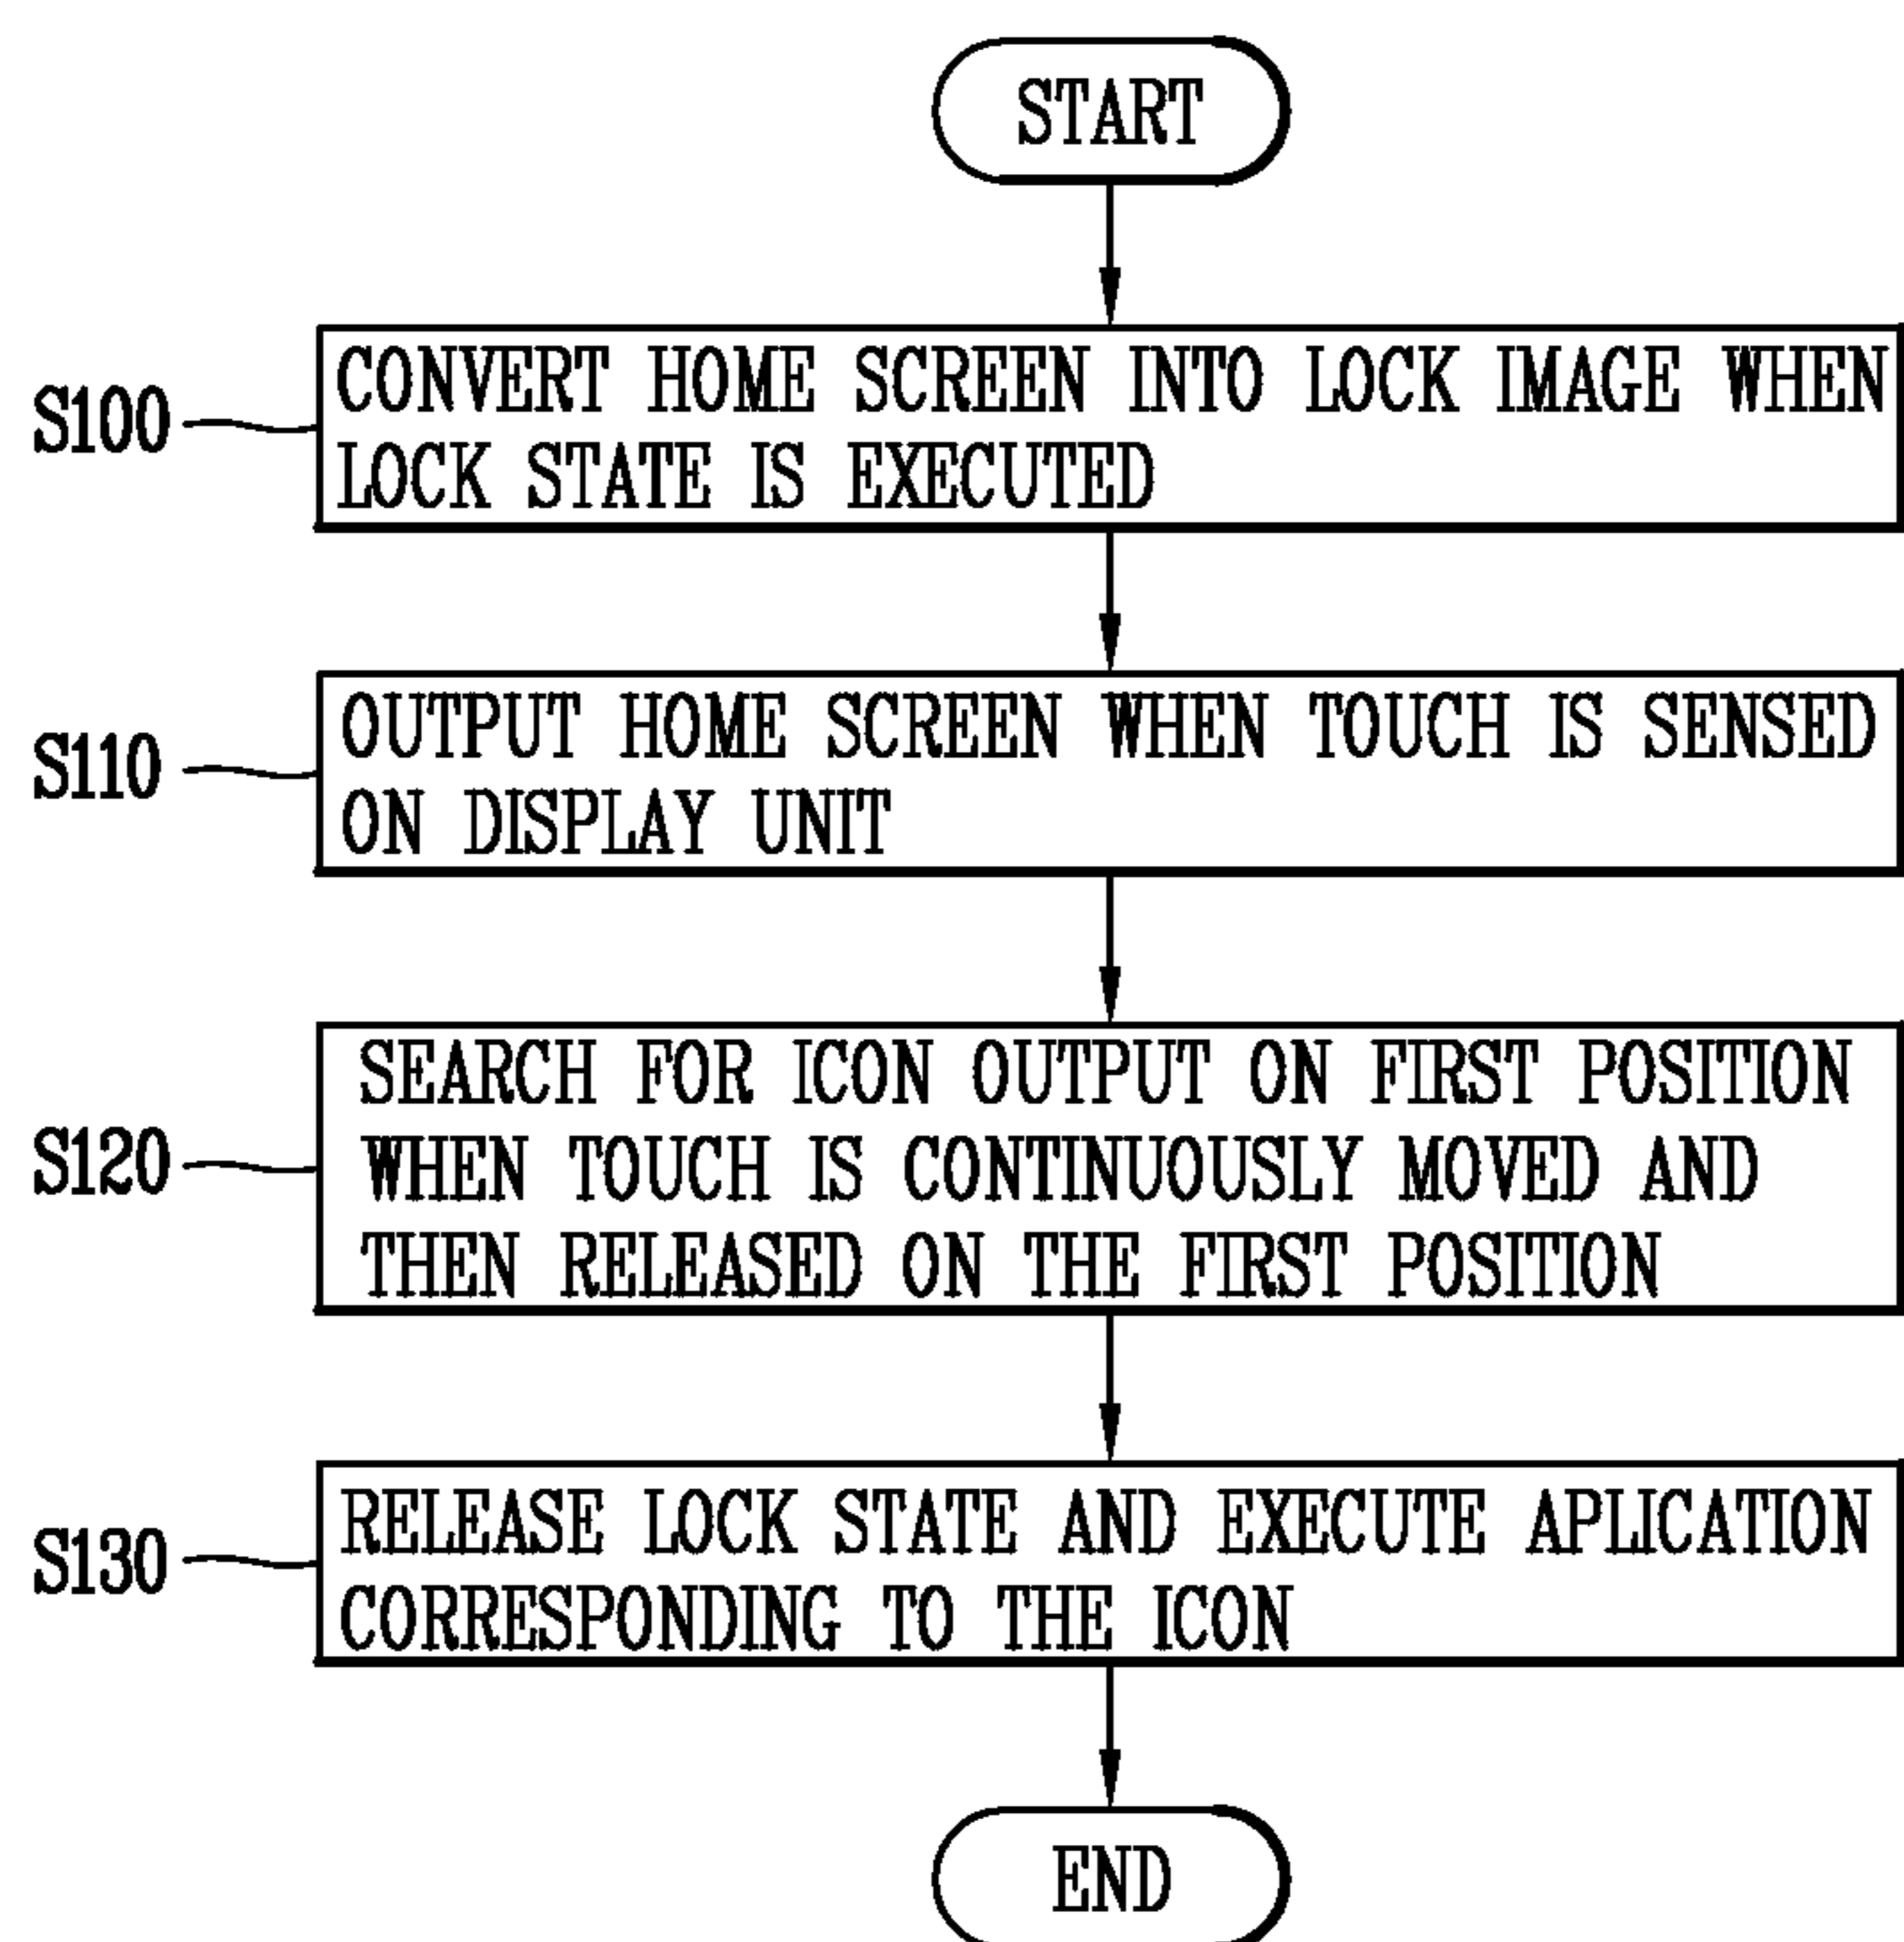 START
S100
CONVERT HOME SCREEN INTO LOCK IMAGE WHEN
LOCK STATE IS EXECUTED
S110
OUTPUT HOME SCREEN WHEN TOUCH IS SENSED
ON DISPLAY UNIT
S120
SEARCH FOR ICON OUTPUT ON FIRST POSITION
WHEN TOUCH IS CONTINUOUSLY MOVED AND
THEN RELEASED ON THE FIRST POSITION
S130
RELEASE LOCK STATE AND EXECUTE APLICATION
CORRESPONDING TO THE ICON
END